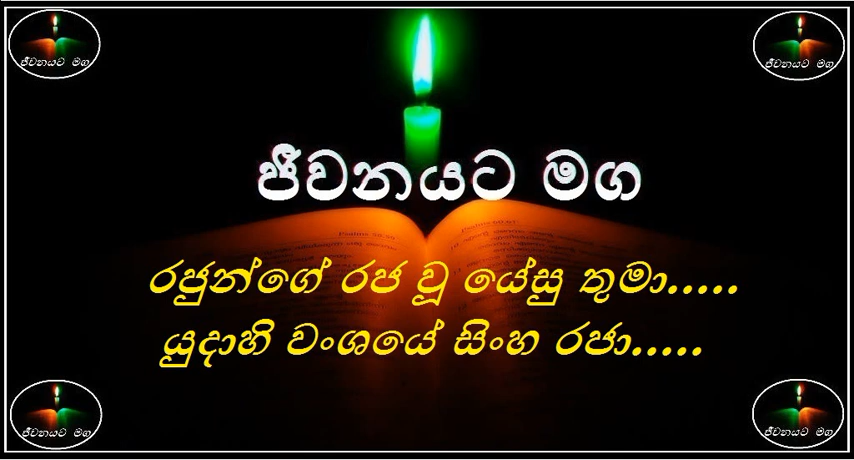 ජීවනයට මග
ජීවනයට මග
ජීවනයට මග
රජුන්ගේ රජ වූ යේසු තුමා.....
යුදාහි වංශයේ සිංහ රජා.....
ජීවනයට මග
ජීවනයට මග